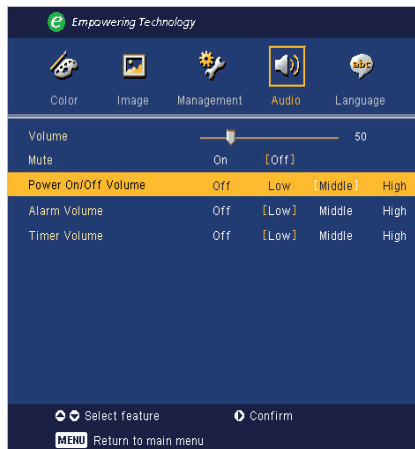 e Empowering Technology
abc
Color Image Management Audio Language
Volume 50
Mute On [Off]
Power On/Off Volume Off Low [Middle] High
Alarm Volume Off [Low] Middle High
Timer Volume Off [Low] Middle High
Select feature Confirm
MENU Return to main menu